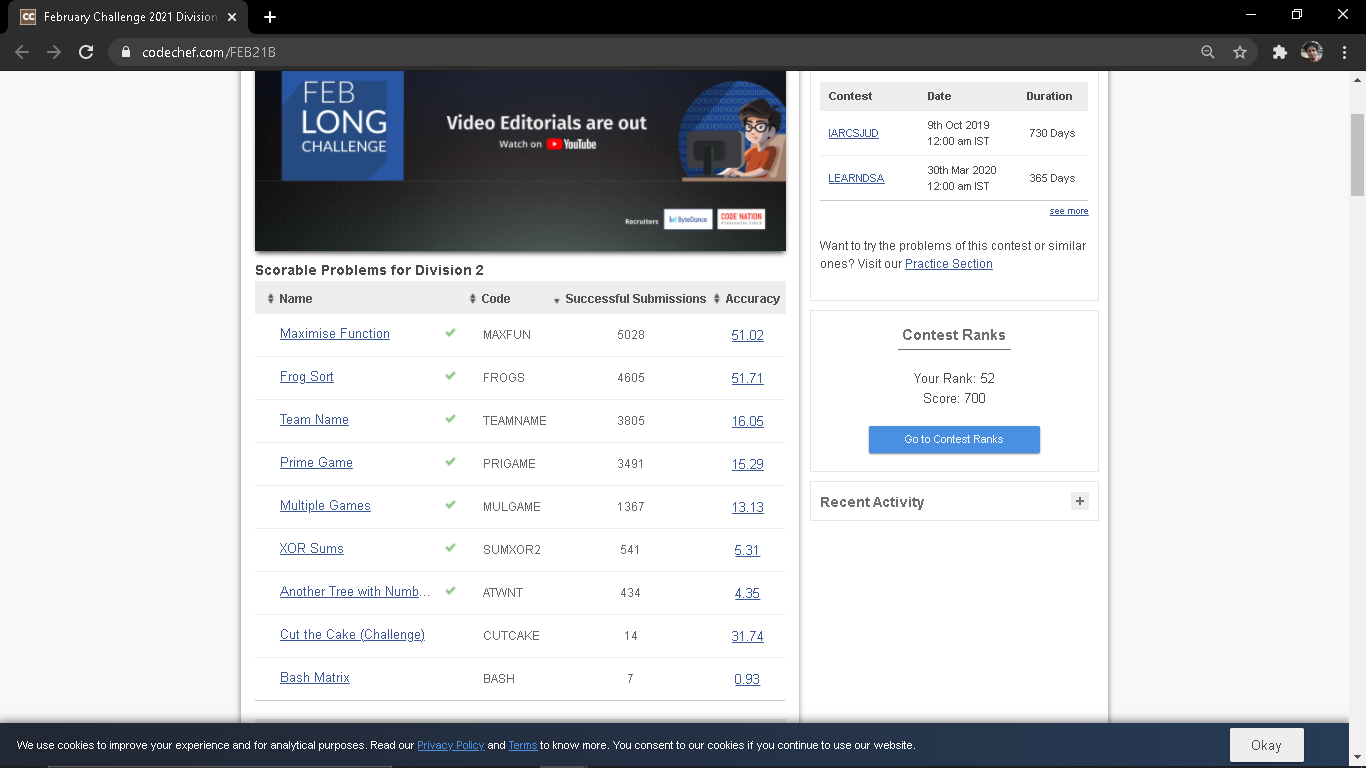 CC February Challenge 2021 Division
codechef.com/FEB21B
FEB
LONG
CHALLENGE
Video Editorials are out
Watch on YouTube
Recruiters ByteDance CODE NATION
Contest Date Duration
IARCSJUD 9th Oct 2019 12:00 am IST 730 Days
LEARNDSA 30th Mar 2020 12:00 am IST 365 Days
see more
Want to try the problems of this contest or similar
ones? Visit our Practice Section
Scorable Problems for Division 2
Name Code Successful Submissions Accuracy
Maximise Function MAXFUN 5028 51.02
Frog Sort FROGS 4605 51.71
Team Name TEAMNAME 3805 16.05
Prime Game PRIGAME 3491 15.29
Multiple Games MULGAME 1367 13.13
XOR Sums SUMXOR2 541 5.31
Another Tree with Numb... ATWNT 434 4.35
Cut the Cake (Challenge) CUTCAKE 14 31.74
Bash Matrix BASH 7 0.93
Contest Ranks
Your Rank: 52
Score: 700
Go to Contest Ranks
Recent Activity +
We use cookies to improve your experience and for analytical purposes. Read our Privacy Policy and Terms to know more. You consent to our cookies if you continue to use our website.
Okay